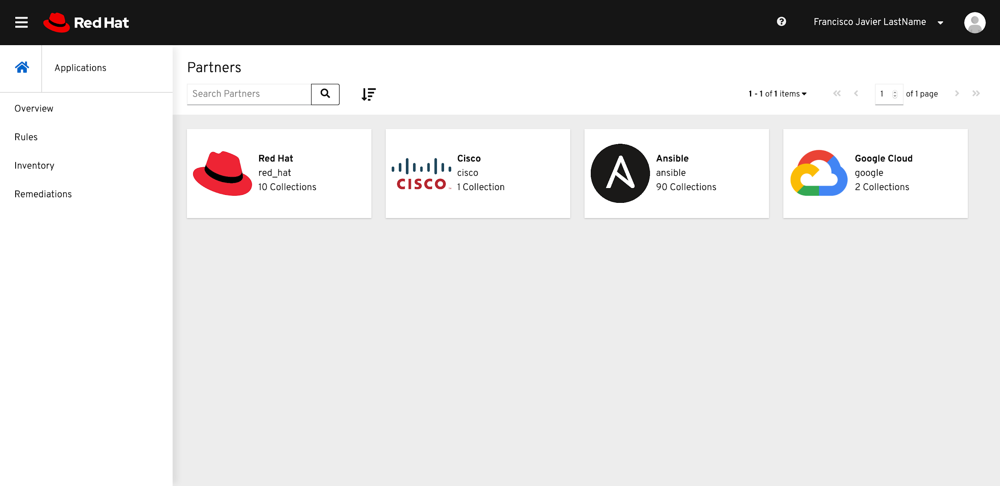 Red Hat
Francisco Javier LastName
Applications
Overview
Rules
Inventory
Remediations
Partners
Search Partners
1 - 1 of 1 items
1
of 1 page
Red Hat
red_hat
10 Collections
CISCO™
Cisco
cisco
1 Collection
A
Ansible
ansible
90 Collections
Google Cloud
google
2 Collections